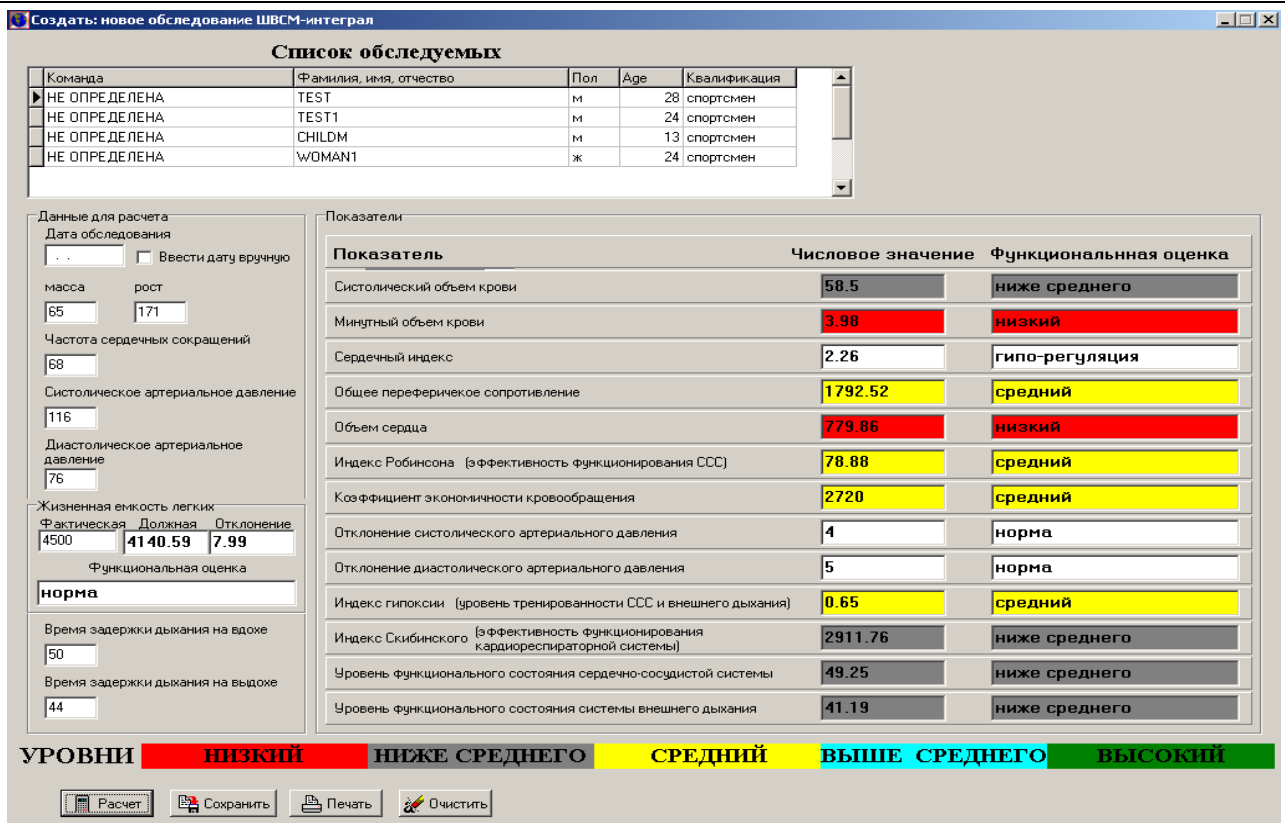 Создать: новое обследование ШВСМ-интеграл
Список обследуемых
Команда Фамилия, имя, отчество Пол Age Квалификация
НЕ ОПРЕДЕЛЕНА TEST м 28 спортсмен
НЕ ОПРЕДЕЛЕНА TEST1 м 24 спортсмен
НЕ ОПРЕДЕЛЕНА CHILDM м 13 спортсмен
НЕ ОПРЕДЕЛЕНА WOMAN1 ж 24 спортсмен
Данные для расчета
Дата обследования
. . Ввести дату вручную
масса рост
65 171
Частота сердечных сокращений
68
Систолическое артериальное давление
116
Диастолическое артериальное
давление
76
Жизненная емкость легких
Фактическая Должная Отклонение
4500 4140.59 7.99
Функциональная оценка
норма
Время задержки дыхания на вдохе
50
Время задержки дыхания на выдохе
44
Показатели
Показатель Числовое значение Функциональнная оценка
Систолический объем крови 58.5 ниже среднего
Минутный объем крови 3.98 низкий
Сердечный индекс 2.26 гипо-регуляция
Общее переферичекое сопротивление 1792.52 средний
Объем сердца 779.86 низкий
Индекс Робинсона (эффективность функционирования ССС) 78.88 средний
Коэффициент экономичности кровообращения 2720 средний
Отклонение систолического артериального давления 4 норма
Отклонение диастолического артериального давления 5 норма
Индекс гипоксии (уровень тренированности ССС и внешнего дыхания) 0.65 средний
Индекс Скибинского (эффективность функционирования
кардиореспираторной системы) 2911.76 ниже среднего
Уровень функционального состояния сердечно-сосудистой системы 49.25 ниже среднего
Уровень функционального состояния системы внешнего дыхания 41.19 ниже среднего
УРОВНИ НИЗКИЙ НИЖЕ СРЕДНЕГО СРЕДНИЙ ВЫШЕ СРЕДНЕГО ВЫСОКИЙ
Расчет Сохранить Печать Очистить